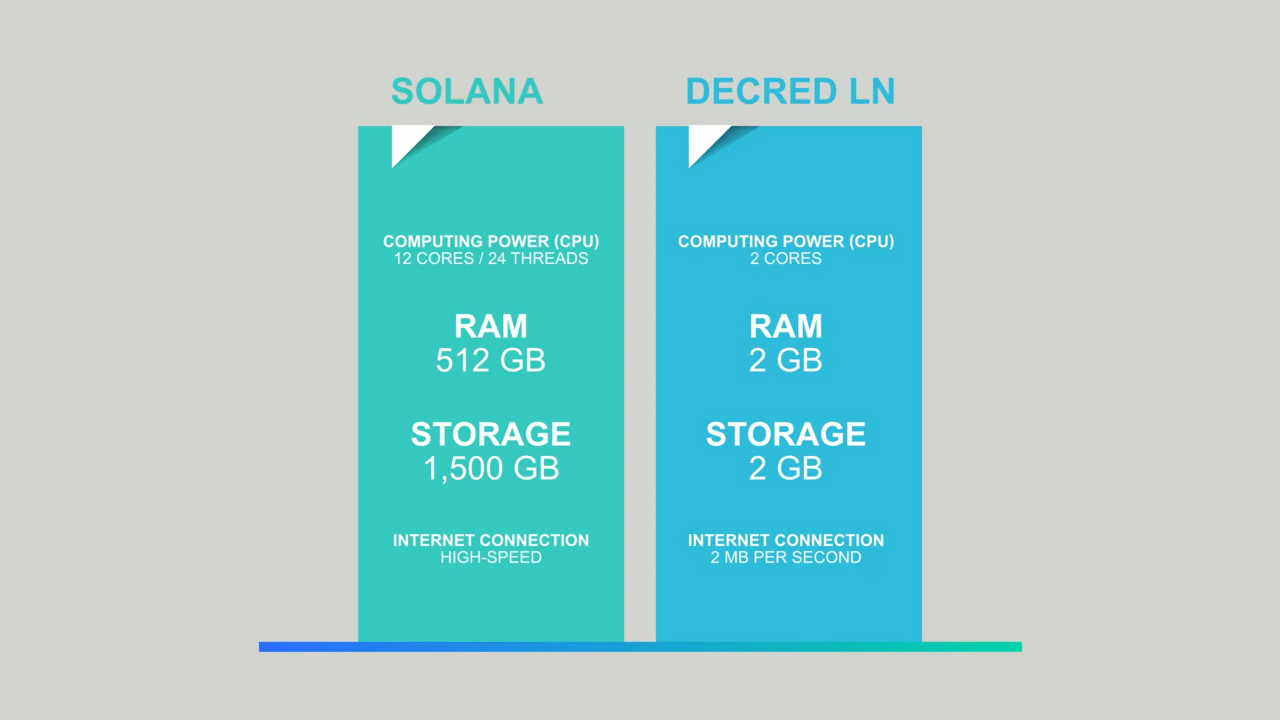 SOLANA
COMPUTING POWER (CPU)
12 CORES / 24 THREADS
RAM
512 GB
STORAGE
1,500 GB
INTERNET CONNECTION
HIGH-SPEED
DECRED LN
COMPUTING POWER (CPU)
2 CORES
RAM
2 GB
STORAGE
2 GB
INTERNET CONNECTION
2 MB PER SECOND